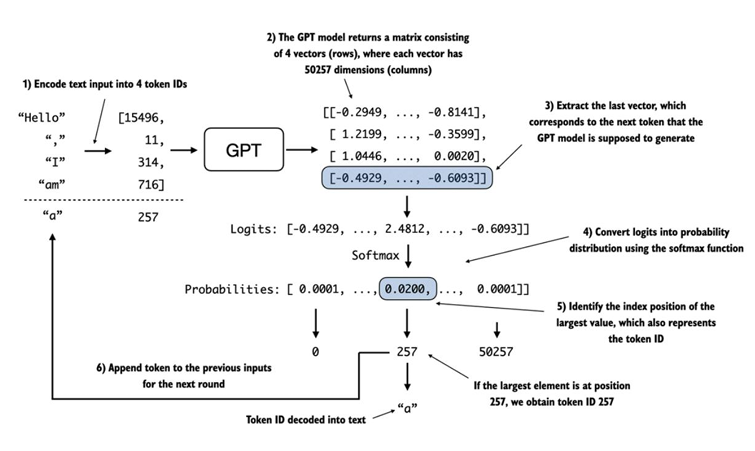 2) The GPT model returns a matrix consisting
of 4 vectors (rows), where each vector has
50257 dimensions (columns)
1) Encode text input into 4 token IDs
“Hello” [15496,
“,” 11,
“I” 314,
“am” 716]
“a” 257
GPT
[[-0.2949, ..., -0.8141],
[ 1.2199, ..., -0.3599],
[ 1.0446, ..., 0.0020],
[-0.4929, ..., -0.6093]]
3) Extract the last vector, which
corresponds to the next token that the
GPT model is supposed to generate
Logits: [-0.4929, ..., 2.4812, ..., -0.6093]]
4) Convert logits into probability
distribution using the softmax function
Softmax
Probabilities: [ 0.0001, ..., 0.0200, ..., 0.0001]]
5) Identify the index position of the
largest value, which also represents
the token ID
0 257 50257
6) Append token to the previous inputs
for the next round
If the largest element is at position
257, we obtain token ID 257
“a”
Token ID decoded into text